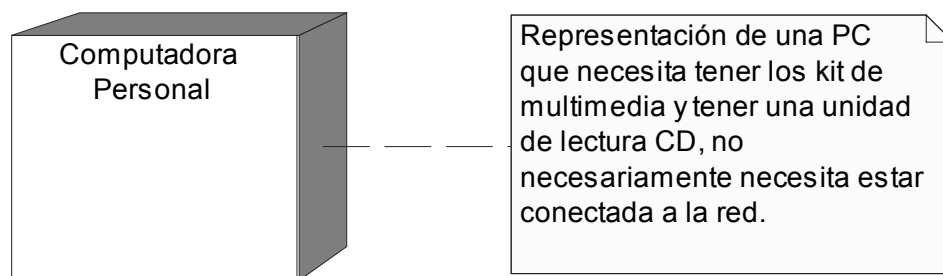 Computadora
Personal
Representación de una PC
que necesita tener los kit de
multimedia y tener una unidad
de lectura CD, no
necesariamente necesita estar
conectada a la red.